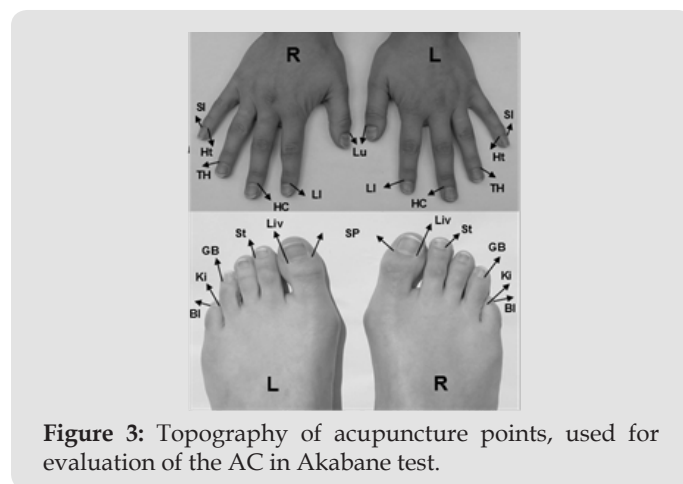 R L
SI SI
Ht Lu Ht
TH LI LI TH
HC HC
Liv SP Liv
St St
GB GB
Ki Ki
Bl Bl
L R
Figure 3: Topography of acupuncture points, used for
evaluation of the AC in Akabane test.